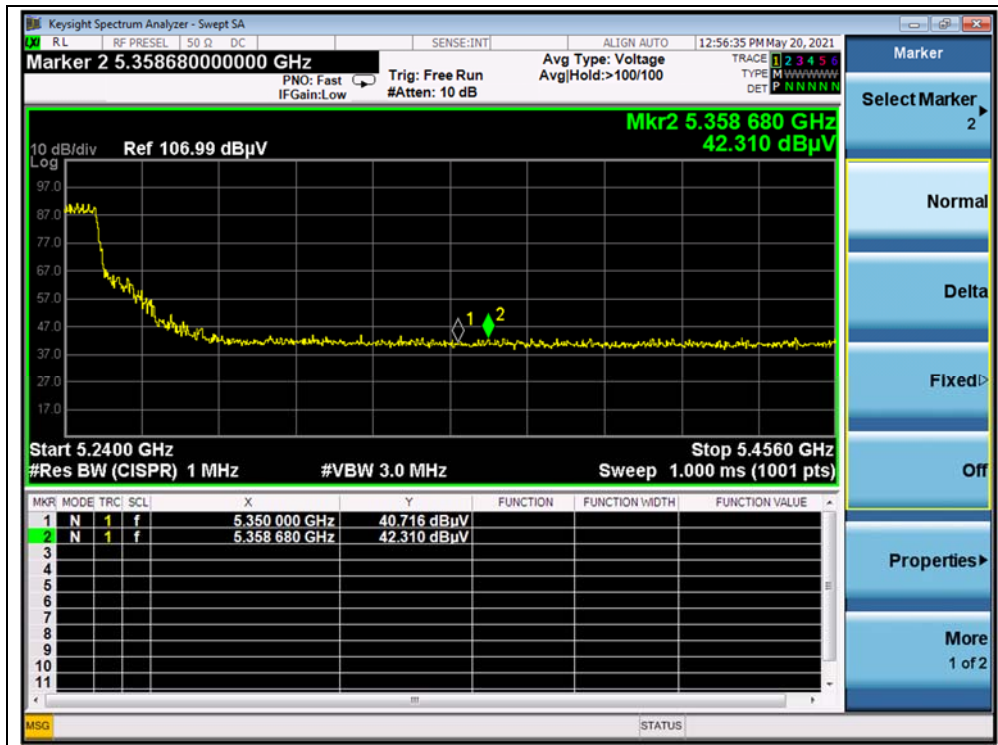 Keysight Spectrum Analyzer - Swept SA
LXI RL RF PRESEL 50 Ω DC SENSE:INT ALIGN AUTO 12:56:35 PM May 20, 2021
Marker 2 5.358680000000 GHz
PNO: Fast
IFGain:Low
Trig: Free Run
#Atten: 10 dB
Avg Type: Voltage
Avg|Hold:>100/100
TRACE 1 2 3 4 5 6
TYPE M W W W W W
DET P N N N N N
Mkr2 5.358 680 GHz
42.310 dBµV
10 dB/div Ref 106.99 dBµV
Log
97.0
87.0
77.0
67.0
57.0
47.0
37.0
27.0
17.0
1
2
Start 5.2400 GHz Stop 5.4560 GHz
#Res BW (CISPR) 1 MHz #VBW 3.0 MHz Sweep 1.000 ms (1001 pts)
MKR MODE TRC SCL X Y FUNCTION FUNCTION WIDTH FUNCTION VALUE
1 N 1 f 5.350 000 GHz 40.716 dBµV
2 N 1 f 5.358 680 GHz 42.310 dBµV
3
4
5
6
7
8
9
10
11
MSG STATUS
Marker
Select Marker
2
Normal
Delta
Fixed
Off
Properties
More
1 of 2